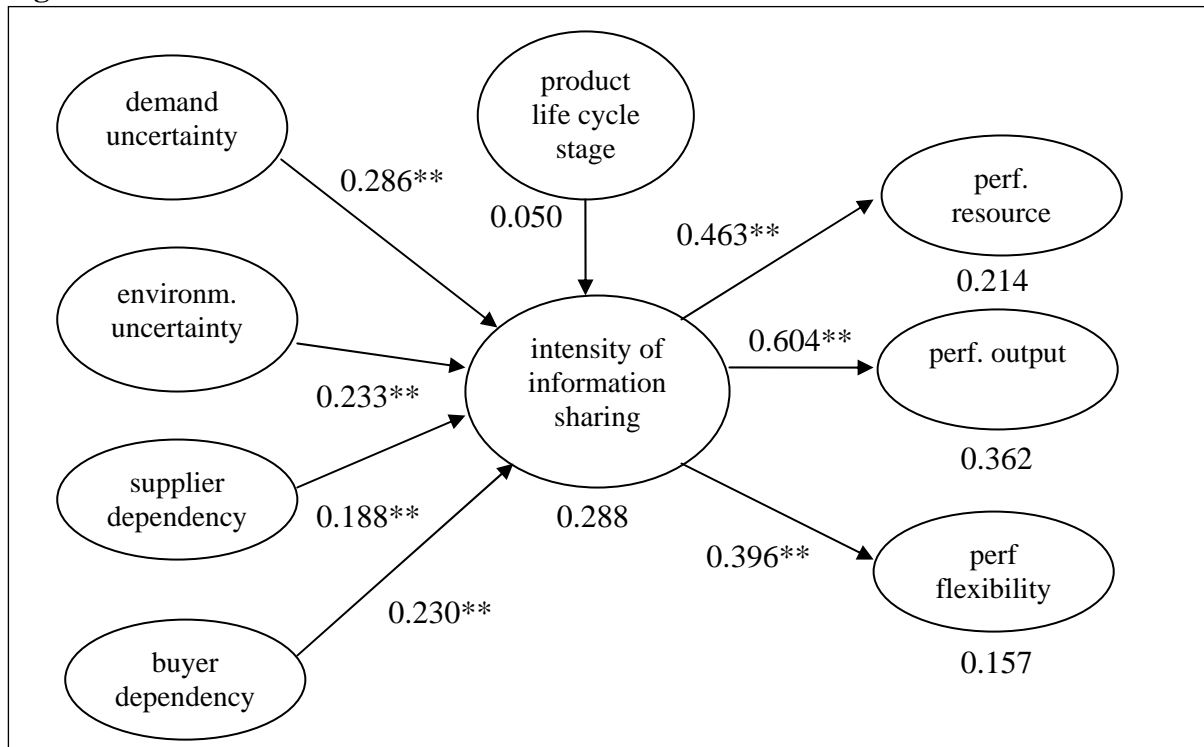 demand
uncertainty
product
life cycle
stage
0.286**
0.050
perf.
resource
0.463**
0.214
environm.
uncertainty
intensity of
information
sharing
0.604**
perf. output
0.233**
0.362
supplier
dependency
0.188**
0.288
0.396**
perf
flexibility
0.230**
0.157
buyer
dependency